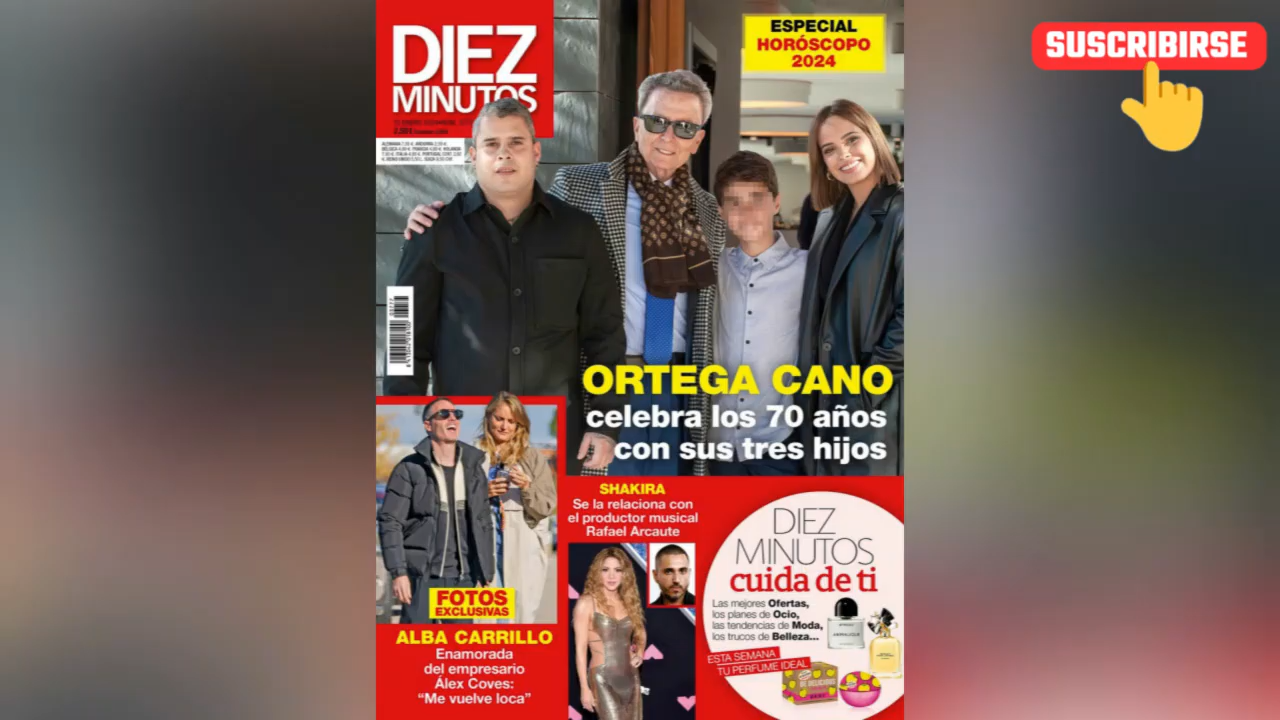 DIEZ
MINUTOS
ESPECIAL
HORÓSCOPO
2024
SUSCRIBIRSE
ORTEGA CANO
celebra los 70 años
con sus tres hijos
FOTOS
EXCLUSIVAS
ALBA CARRILLO
Enamorada
del empresario
Álex Coves:
“Me vuelve loca”
SHAKIRA
Se la relaciona con
el productor musical
Rafael Arcaute
DIEZ
MINUTOS
cuida de ti
Las mejores Ofertas,
los planes de Ocio,
las tendencias de Moda,
los trucos de Belleza...
ESTA SEMANA
TU PERFUME IDEAL
BE DELICIOUS